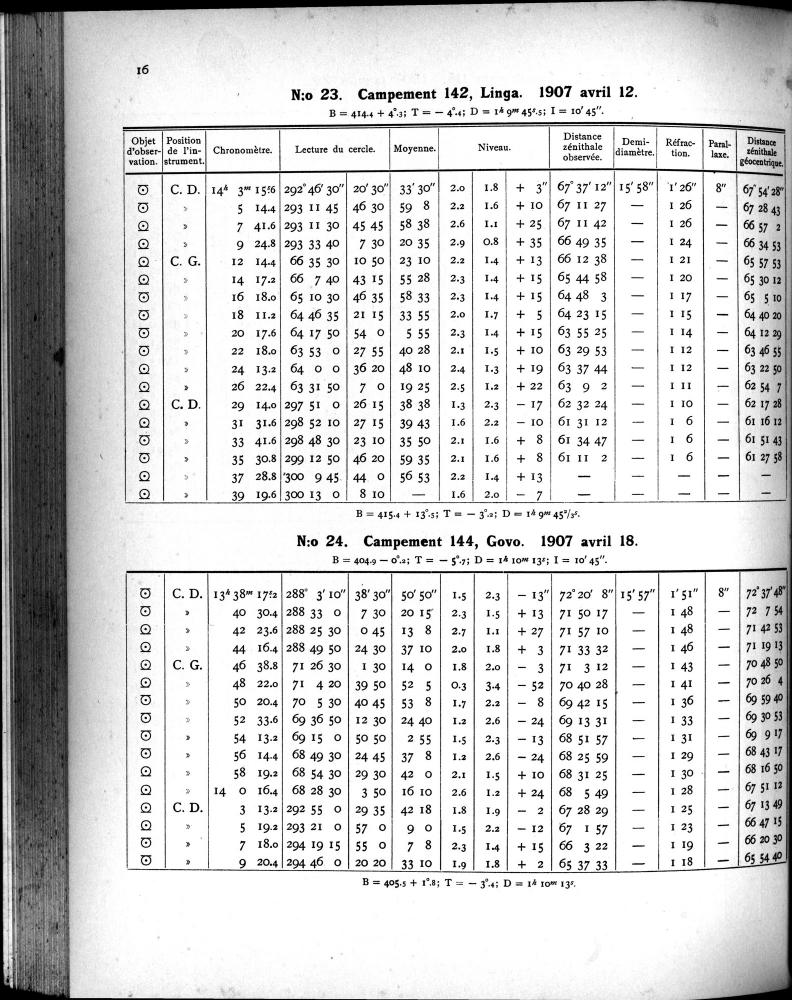 16
N:o 23. Campement 142, Linga. 1907 avril 12.
B = 414.4 + 4°.3; T = — 4°.4; D = 1h 9m 45s.5; I = 10′ 45″.
Objet d'observation. Position de l'instrument. Chronomètre. Lecture du cercle. Moyenne. Niveau. Distance zénithale observée. Demi-diamètre. Réfraction. Parallaxe. Distance zénithale géocentrique.
C. D. 14h 3m 15s.6 292° 46′ 30″ 20′ 30″ 33′ 30″ 2.0 1.8 + 3″ 67° 37′ 12″ 15′ 58″ 1′ 26″ 8″ 67° 54′ 28″
» 5 14.4 293 11 45 46 30 59 8 2.2 1.6 + 10 67 11 27 — 1 26 — 67 28 43
» 7 41.6 293 11 30 45 45 58 38 2.6 1.1 + 25 67 11 42 — 1 26 — 66 57 2
» 9 24.8 293 33 40 7 30 20 35 2.9 0.8 + 35 66 49 35 — 1 24 — 66 34 53
C. G. 12 14.4 66 35 30 10 50 23 10 2.2 1.4 + 13 66 12 38 — 1 21 — 65 57 53
» 14 17.2 66 7 40 43 15 55 28 2.3 1.4 + 15 65 44 58 — 1 20 — 65 30 12
» 16 18.0 65 10 30 46 35 58 33 2.3 1.4 + 15 64 48 3 — 1 17 — 65 5 10
» 18 11.2 64 46 35 21 15 33 55 2.0 1.7 + 5 64 23 15 — 1 15 — 64 40 20
» 20 17.6 64 17 50 54 0 5 55 2.3 1.4 + 15 63 55 25 — 1 14 — 64 12 29
» 22 18.0 63 53 0 27 55 40 28 2.1 1.5 + 10 63 29 53 — 1 12 — 63 46 55
» 24 13.2 64 0 0 36 20 48 10 2.4 1.3 + 19 63 37 44 — 1 12 — 63 22 50
» 26 22.4 63 31 50 7 0 19 25 2.5 1.2 + 22 63 9 2 — 1 11 — 62 54 7
C. D. 29 14.0 297 51 0 26 15 38 38 1.3 2.3 — 17 62 32 24 — 1 10 — 62 17 28
» 31 31.6 298 52 10 27 15 39 43 1.6 2.2 — 10 61 31 12 — 1 6 — 61 16 12
» 33 41.6 298 48 30 23 10 35 50 2.1 1.6 + 8 61 34 47 — 1 6 — 61 51 43
» 35 30.8 299 12 50 46 20 59 35 2.1 1.6 + 8 61 11 2 — 1 6 — 61 27 58
» 37 28.8 300 9 45 44 0 56 53 2.2 1.4 + 13 — — — — —
» 39 19.6 300 13 0 8 10 — 1.6 2.0 — 7 — — — — —
B = 415.4 + 13°.5; T = — 3°.2; D = 1h 9m 45²/₃s.
N:o 24. Campement 144, Govo. 1907 avril 18.
B = 404.9 — 0°.2; T = — 5°.7; D = 1h 10m 13s; I = 10′ 45″.
C. D. 13h 38m 17s.2 288° 3′ 10″ 38′ 30″ 50′ 50″ 1.5 2.3 — 13″ 72° 20′ 8″ 15′ 57″ 1′ 51″ 8″ 72° 37′ 48″
» 40 30.4 288 33 0 7 30 20 15 2.3 1.5 + 13 71 50 17 — 1 48 — 72 7 54
» 42 23.6 288 25 30 0 45 13 8 2.7 1.1 + 27 71 57 10 — 1 48 — 71 42 53
» 44 16.4 288 49 50 24 30 37 10 2.0 1.8 + 3 71 33 32 — 1 46 — 71 19 13
C. G. 46 38.8 71 26 30 1 30 14 0 1.8 2.0 — 3 71 3 12 — 1 43 — 70 48 50
» 48 22.0 71 4 20 39 50 52 5 0.3 3.4 — 52 70 40 28 — 1 41 — 70 26 4
» 50 20.4 70 5 30 40 45 53 8 1.7 2.2 — 8 69 42 15 — 1 36 — 69 59 40
» 52 33.6 69 36 50 12 30 24 40 1.2 2.6 — 24 69 13 31 — 1 33 — 69 30 53
» 54 13.2 69 15 0 50 50 2 55 1.5 2.3 — 13 68 51 57 — 1 31 — 69 9 17
» 56 14.4 68 49 30 24 45 37 8 1.2 2.6 — 24 68 25 59 — 1 29 — 68 43 17
» 58 19.2 68 54 30 29 30 42 0 2.1 1.5 + 10 68 31 25 — 1 30 — 68 16 50
» 14 0 16.4 68 28 30 3 50 16 10 2.6 1.2 + 24 68 5 49 — 1 28 — 67 51 12
C. D. 3 13.2 292 55 0 29 35 42 18 1.8 1.9 — 2 67 28 29 — 1 25 — 67 13 49
» 5 19.2 293 21 0 57 0 9 0 1.5 2.2 — 12 67 1 57 — 1 23 — 66 47 15
» 7 18.0 294 19 15 55 0 7 8 2.3 1.4 + 15 66 3 22 — 1 19 — 66 20 30
» 9 20.4 294 46 0 20 20 33 10 1.9 1.8 + 2 65 37 33 — 1 18 — 65 54 40
B = 405.5 + 1°.8; T = — 3°.4; D = 1h 10m 13s.